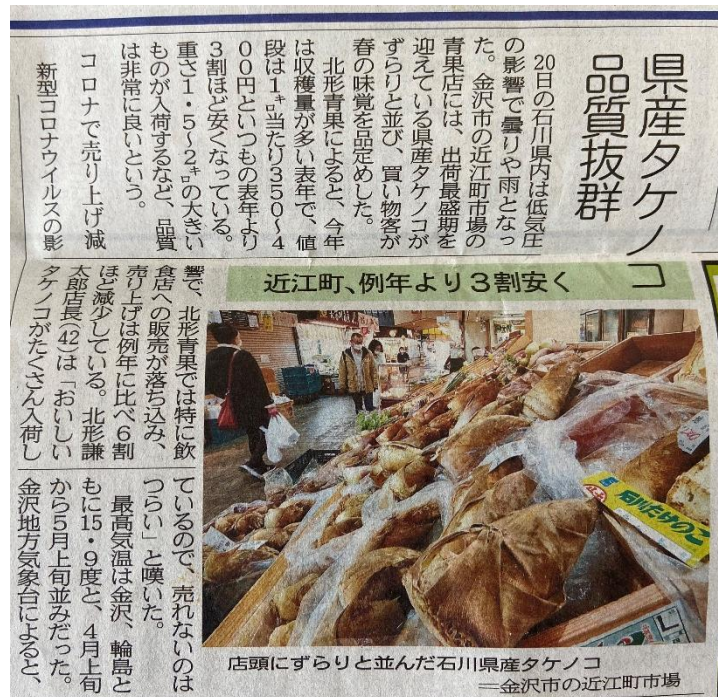 県産タケノコ
品質抜群
近江町、例年より3割安く
20日の石川県内は低気圧
の影響で曇りや雨となっ
た。金沢市の近江町市場の
青果店には、出荷最盛期を
迎えている県産タケノコが
ずらりと並び、買い物客が
春の味覚を品定めした。
北形青果によると、今年
は収穫量が多い表年で、値
段は1㌔当たり350〜4
00円といつもの表年より
3割ほど安くなっている。
重さ1・5〜2㌔の大きい
ものが入荷するなど、品質
は非常に良いという。
コロナで売り上げ減
新型コロナウイルスの影
響で、北形青果では特に飲
食店への販売が落ち込み、
売り上げは例年に比べ6割
ほど減少している。北形謙
太郎店長(42)は「おいしい
タケノコがたくさん入荷し
ているので、売れないのは
つらい」と嘆いた。
最高気温は金沢、輪島と
もに15・9度と、4月上旬
から5月上旬並みだった。
金沢地方気象台によると、
石川たけのこ
店頭にずらりと並んだ石川県産タケノコ
=金沢市の近江町市場